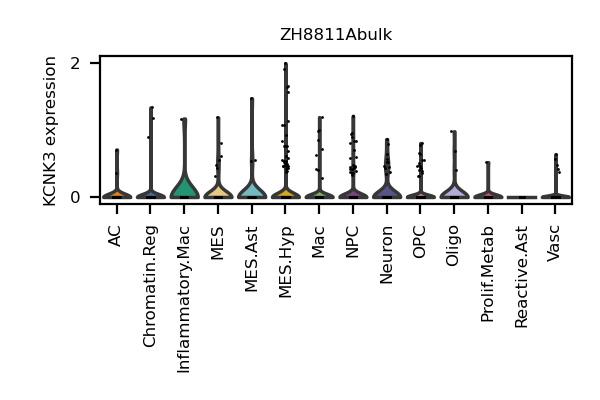 ZH8811Abulk
KCNK3 expression
2
0
AC
Chromatin.Reg
Inflammatory.Mac
MES
MES.Ast
MES.Hyp
Mac
NPC
Neuron
OPC
Oligo
Prolif.Metab
Reactive.Ast
Vasc